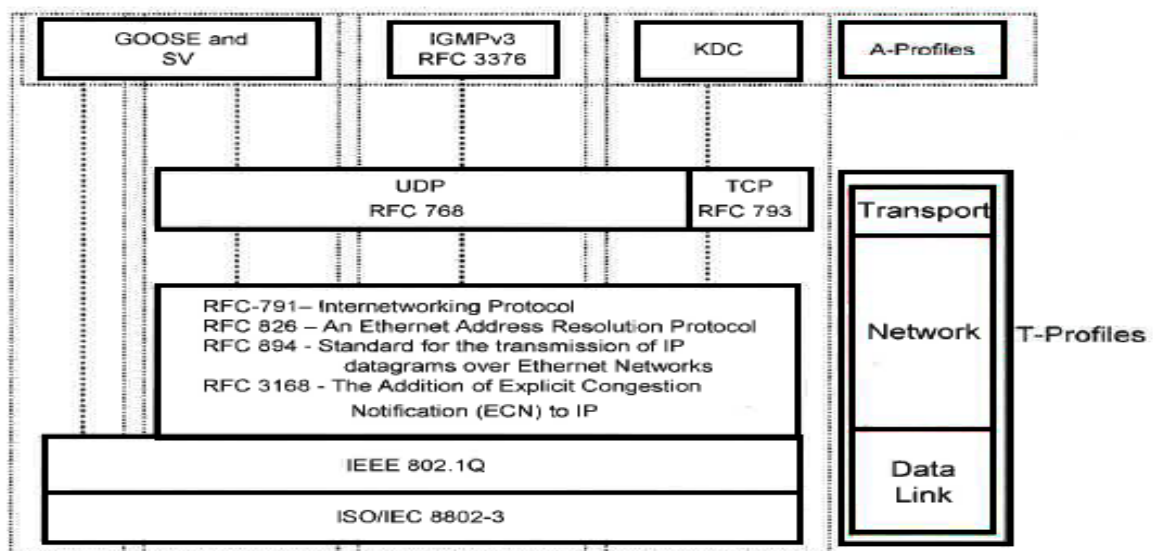 GOOSE and
SV
IGMPv3
RFC 3376
KDC
A-Profiles
UDP
RFC 768
TCP
RFC 793
Transport
RFC-791– Internetworking Protocol
RFC 826 – An Ethernet Address Resolution Protocol
RFC 894 - Standard for the transmission of IP
datagrams over Ethernet Networks
RFC 3168 - The Addition of Explicit Congestion
Notification (ECN) to IP
Network
T-Profiles
IEEE 802.1Q
ISO/IEC 8802-3
Data
Link